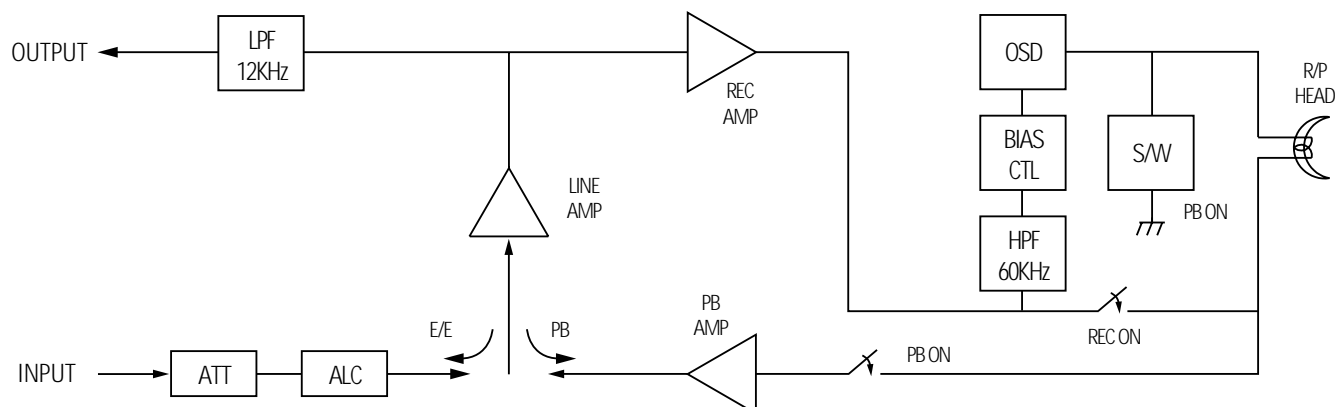 OUTPUT
LPF
12KHz
REC
AMP
OSD
R/P
HEAD
BIAS
CTL
S/W
PB ON
LINE
AMP
HPF
60KHz
E/E
PB
PB
AMP
REC ON
PB ON
INPUT
ATT
ALC